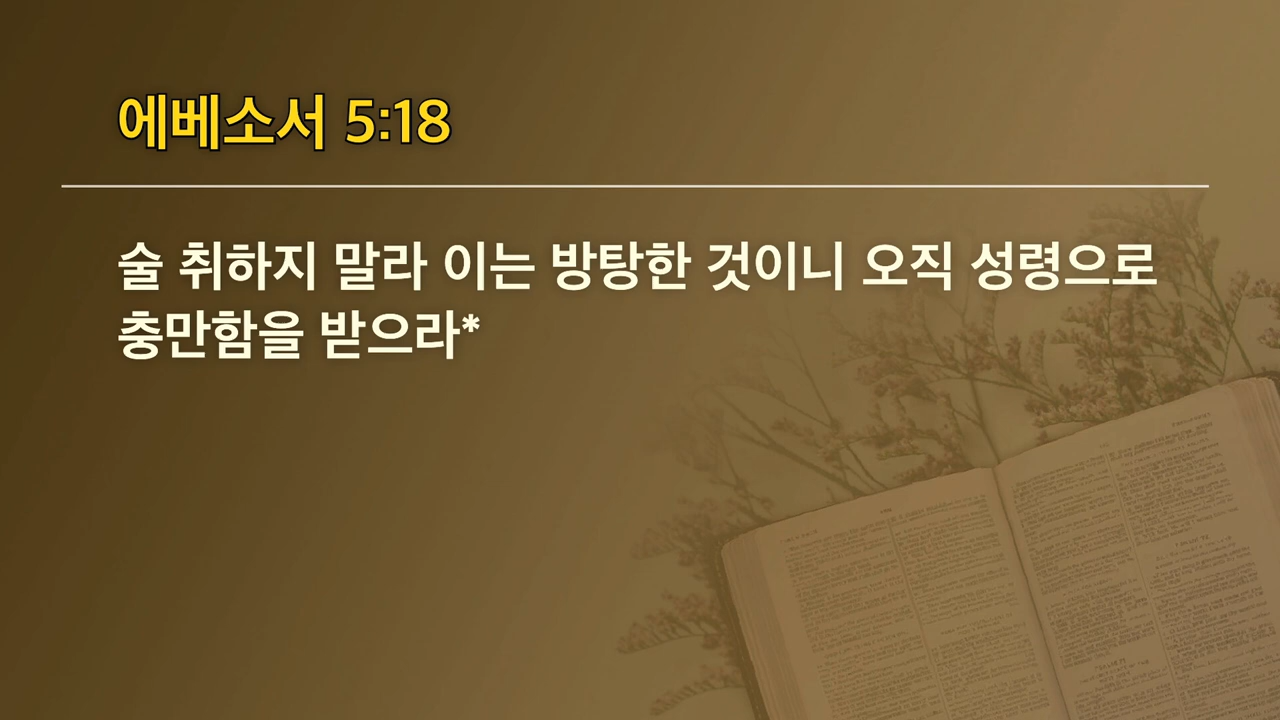 에베소서 5:18
술 취하지 말라 이는 방탕한 것이니 오직 성령으로
충만함을 받으라*